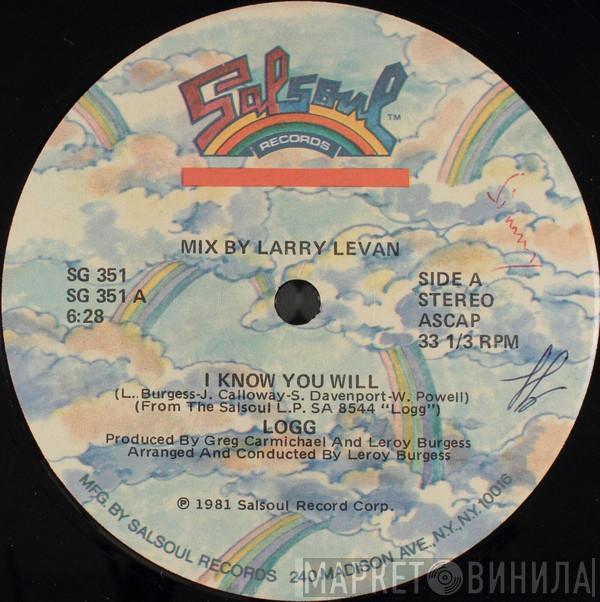 Salsoul TM
RECORDS
MIX BY LARRY LEVAN
SG 351
SG 351 A
6:28
SIDE A
STEREO
ASCAP
33 1/3 RPM
I KNOW YOU WILL
(L. Burgess-J. Calloway-S. Davenport-W. Powell)
(From The Salsoul L.P. SA 8544 “Logg”)
LOGG
Produced By Greg Carmichael And Leroy Burgess
Arranged And Conducted By Leroy Burgess
℗ 1981 Salsoul Record Corp.
MFG. BY SALSOUL RECORDS 240 MADISON AVE., N.Y., N.Y. 10016
МАРКЕТ ВИНИЛА